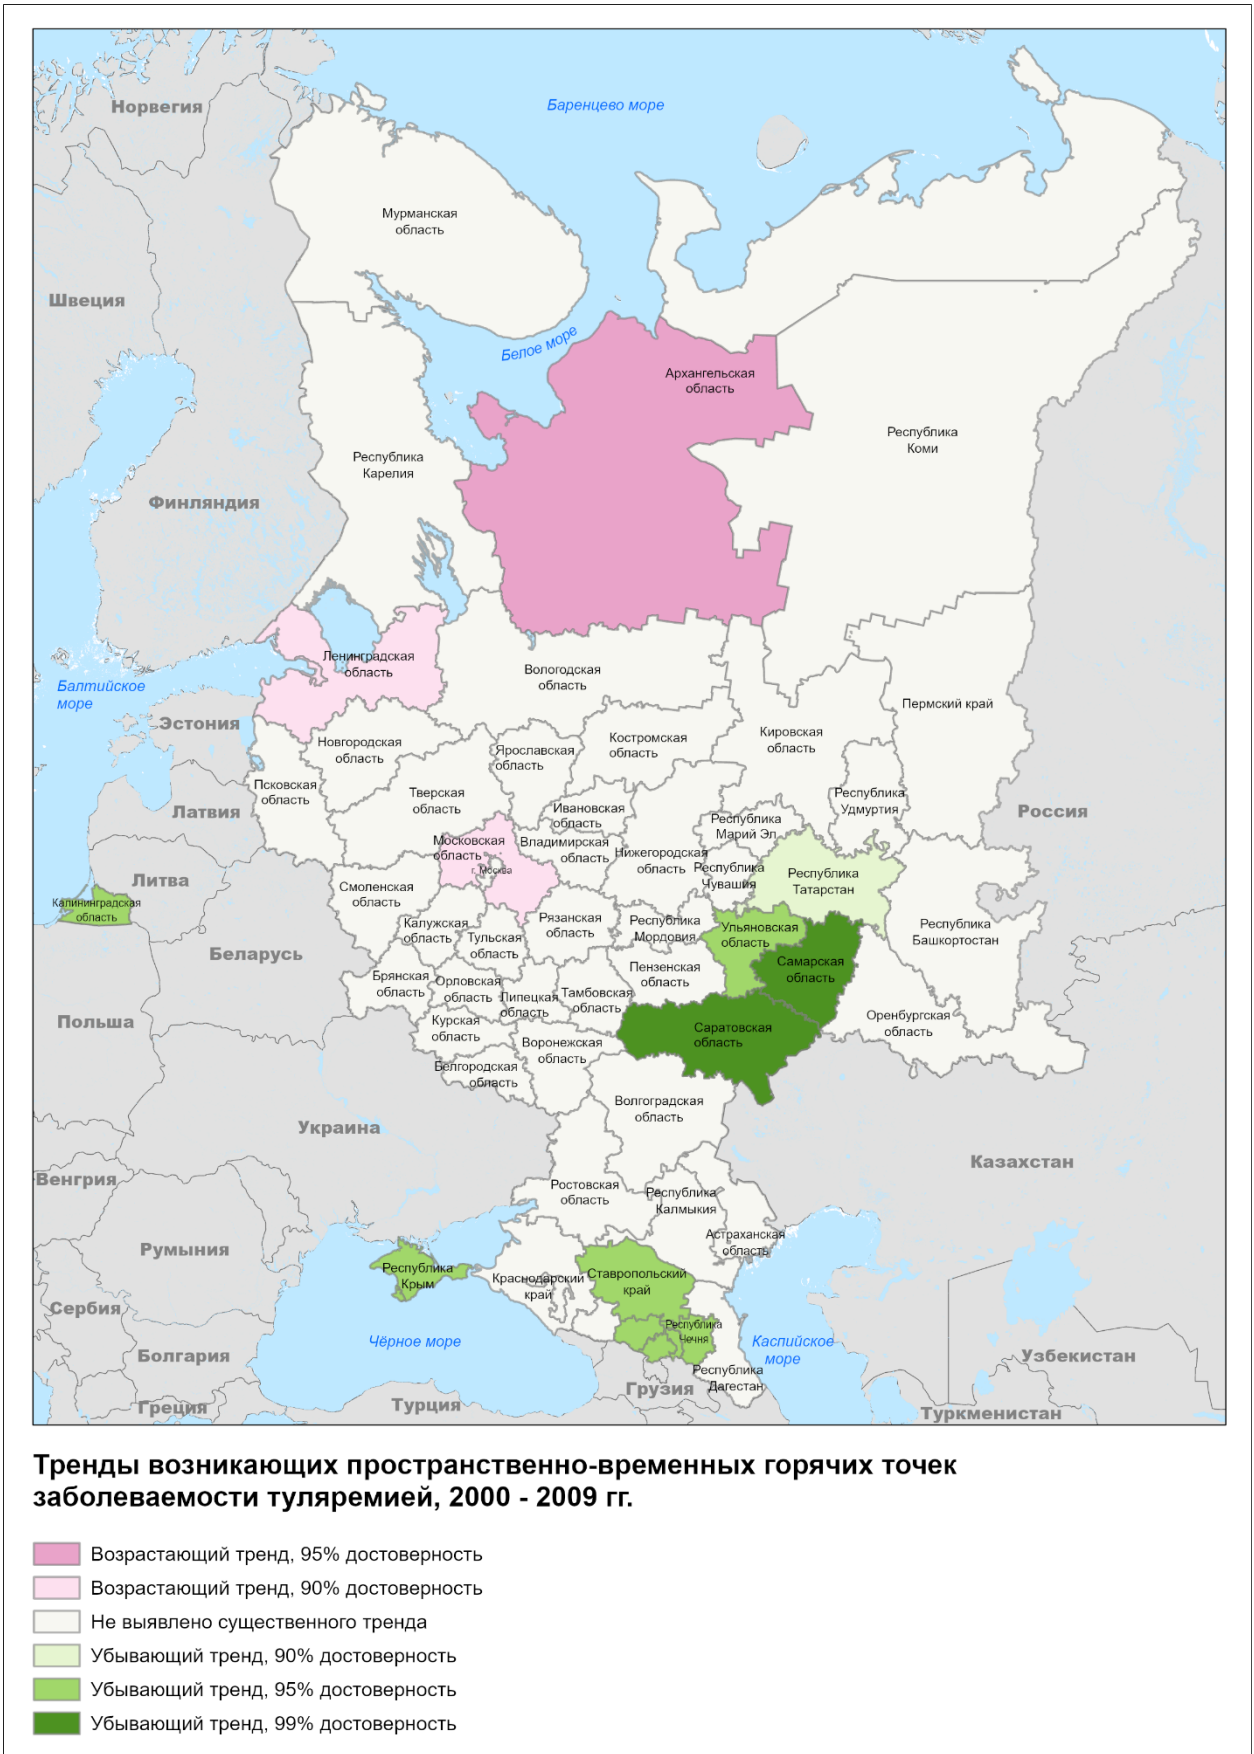 Баренцево море
Норвегия
Мурманская
область
Швеция
Белое море
Архангельская
область
Республика
Коми
Республика
Карелия
Финляндия
Ленинградская
область
Вологодская
область
Балтийское
море
Эстония
Пермский край
Новгородская
область
Ярославская
область
Костромская
область
Кировская
область
Псковская
область
Тверская
область
Ивановская
область
Республика
Удмуртия
Латвия
Россия
Республика
Марий Эл
Московская
область
г. Москва
Владимирская
область
Нижегородская
область
Республика
Чувашия
Республика
Татарстан
Литва
Смоленская
область
Калининградская
область
Калужская
область
Тульская
область
Рязанская
область
Республика
Мордовия
Ульяновская
область
Республика
Башкортостан
Беларусь
Самарская
область
Брянская
область
Орловская
область
Липецкая
область
Тамбовская
область
Пензенская
область
Польша
Курская
область
Воронежская
область
Саратовская
область
Оренбургская
область
Белгородская
область
Волгоградская
область
Украина
Казахстан
Венгрия
Ростовская
область
Республика
Калмыкия
Румыния
Астраханская
область
Республика
Крым
Краснодарский
край
Ставропольский
край
Сербия
Республика
Чечня
Чёрное море
Каспийское
море
Болгария
Узбекистан
Республика
Дагестан
Грузия
Греция
Турция
Туркменистан
Тренды возникающих пространственно-временных горячих точек
заболеваемости туляремией, 2000 - 2009 гг.
Возрастающий тренд, 95% достоверность
Возрастающий тренд, 90% достоверность
Не выявлено существенного тренда
Убывающий тренд, 90% достоверность
Убывающий тренд, 95% достоверность
Убывающий тренд, 99% достоверность